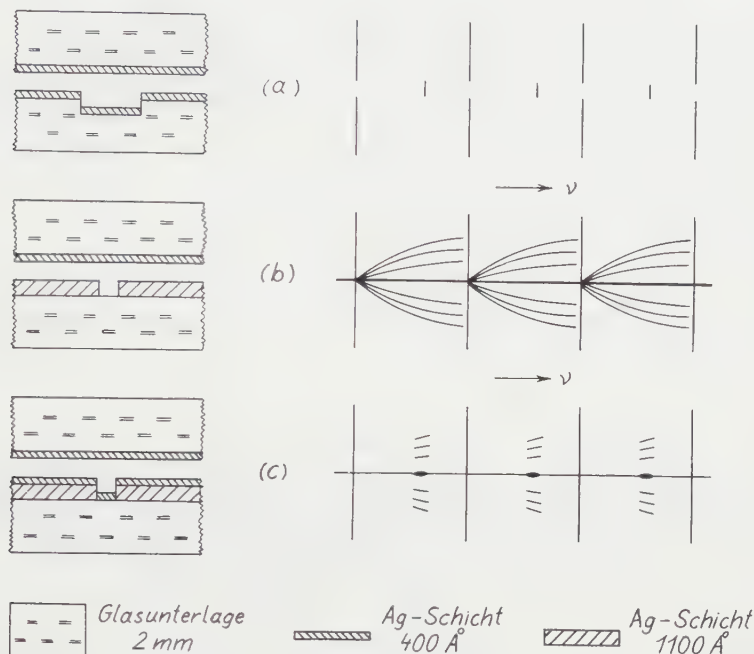 (a)
ν
(b)
ν
(c)
Glasunterlage
2 mm
Ag-Schicht
400 Å
Ag-Schicht
1100 Å